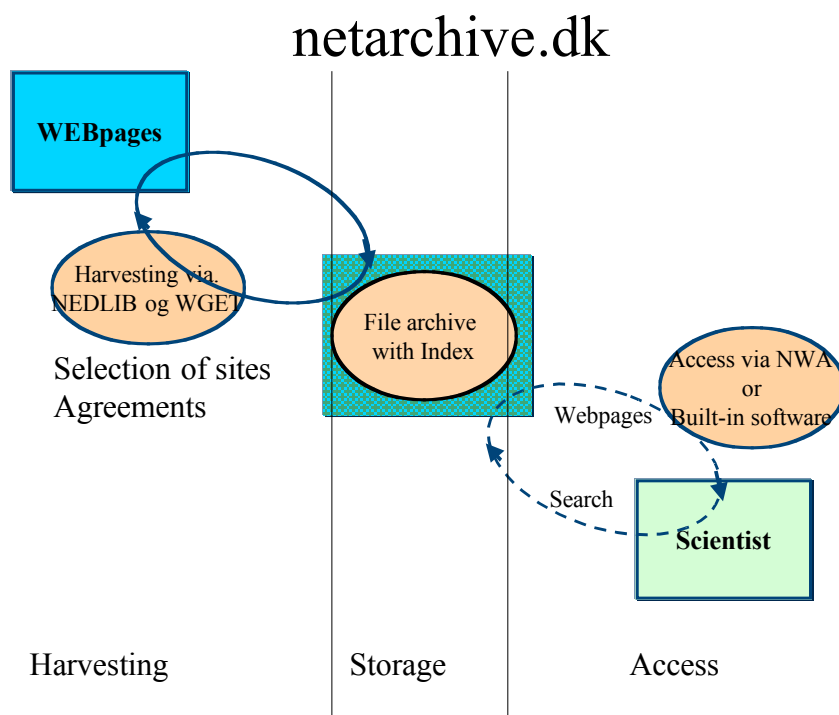 netarchive.dk
WEBpages
Harvesting via.
NEDLIB og WGET
Selection of sites
Agreements
File archive
with Index
Access via NWA
or
Built-in software
Webpages
Search
Scientist
Harvesting
Storage
Access